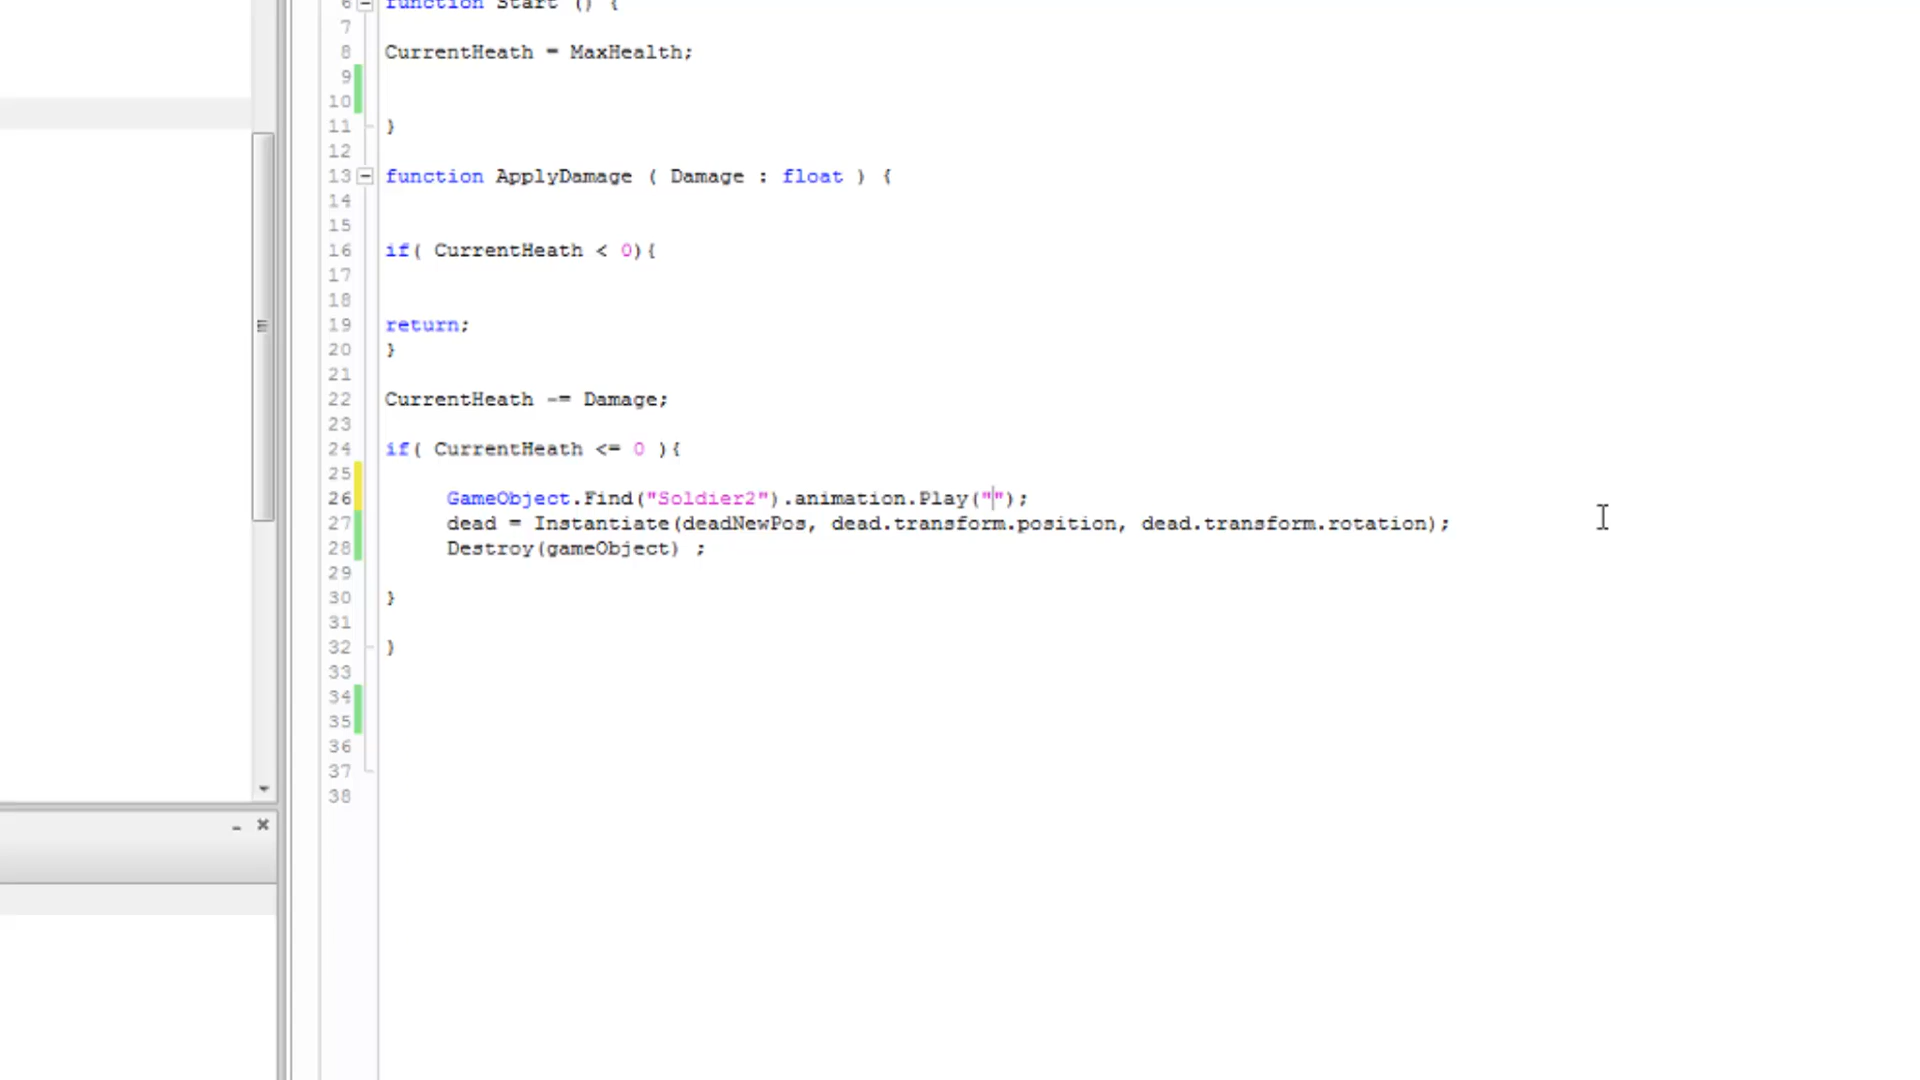 6 function Start () {
7
8 CurrentHeath = MaxHealth;
9
10
11 }
12
13 function ApplyDamage ( Damage : float ) {
14
15
16 if( CurrentHeath < 0){
17
18
19 return;
20 }
21
22 CurrentHeath -= Damage;
23
24 if( CurrentHeath <= 0 ){
25
26 GameObject.Find("Soldier2").animation.Play("");
27 dead = Instantiate(deadNewPos, dead.transform.position, dead.transform.rotation);
28 Destroy(gameObject) ;
29
30 }
31
32 }
33
34
35
36
37
38